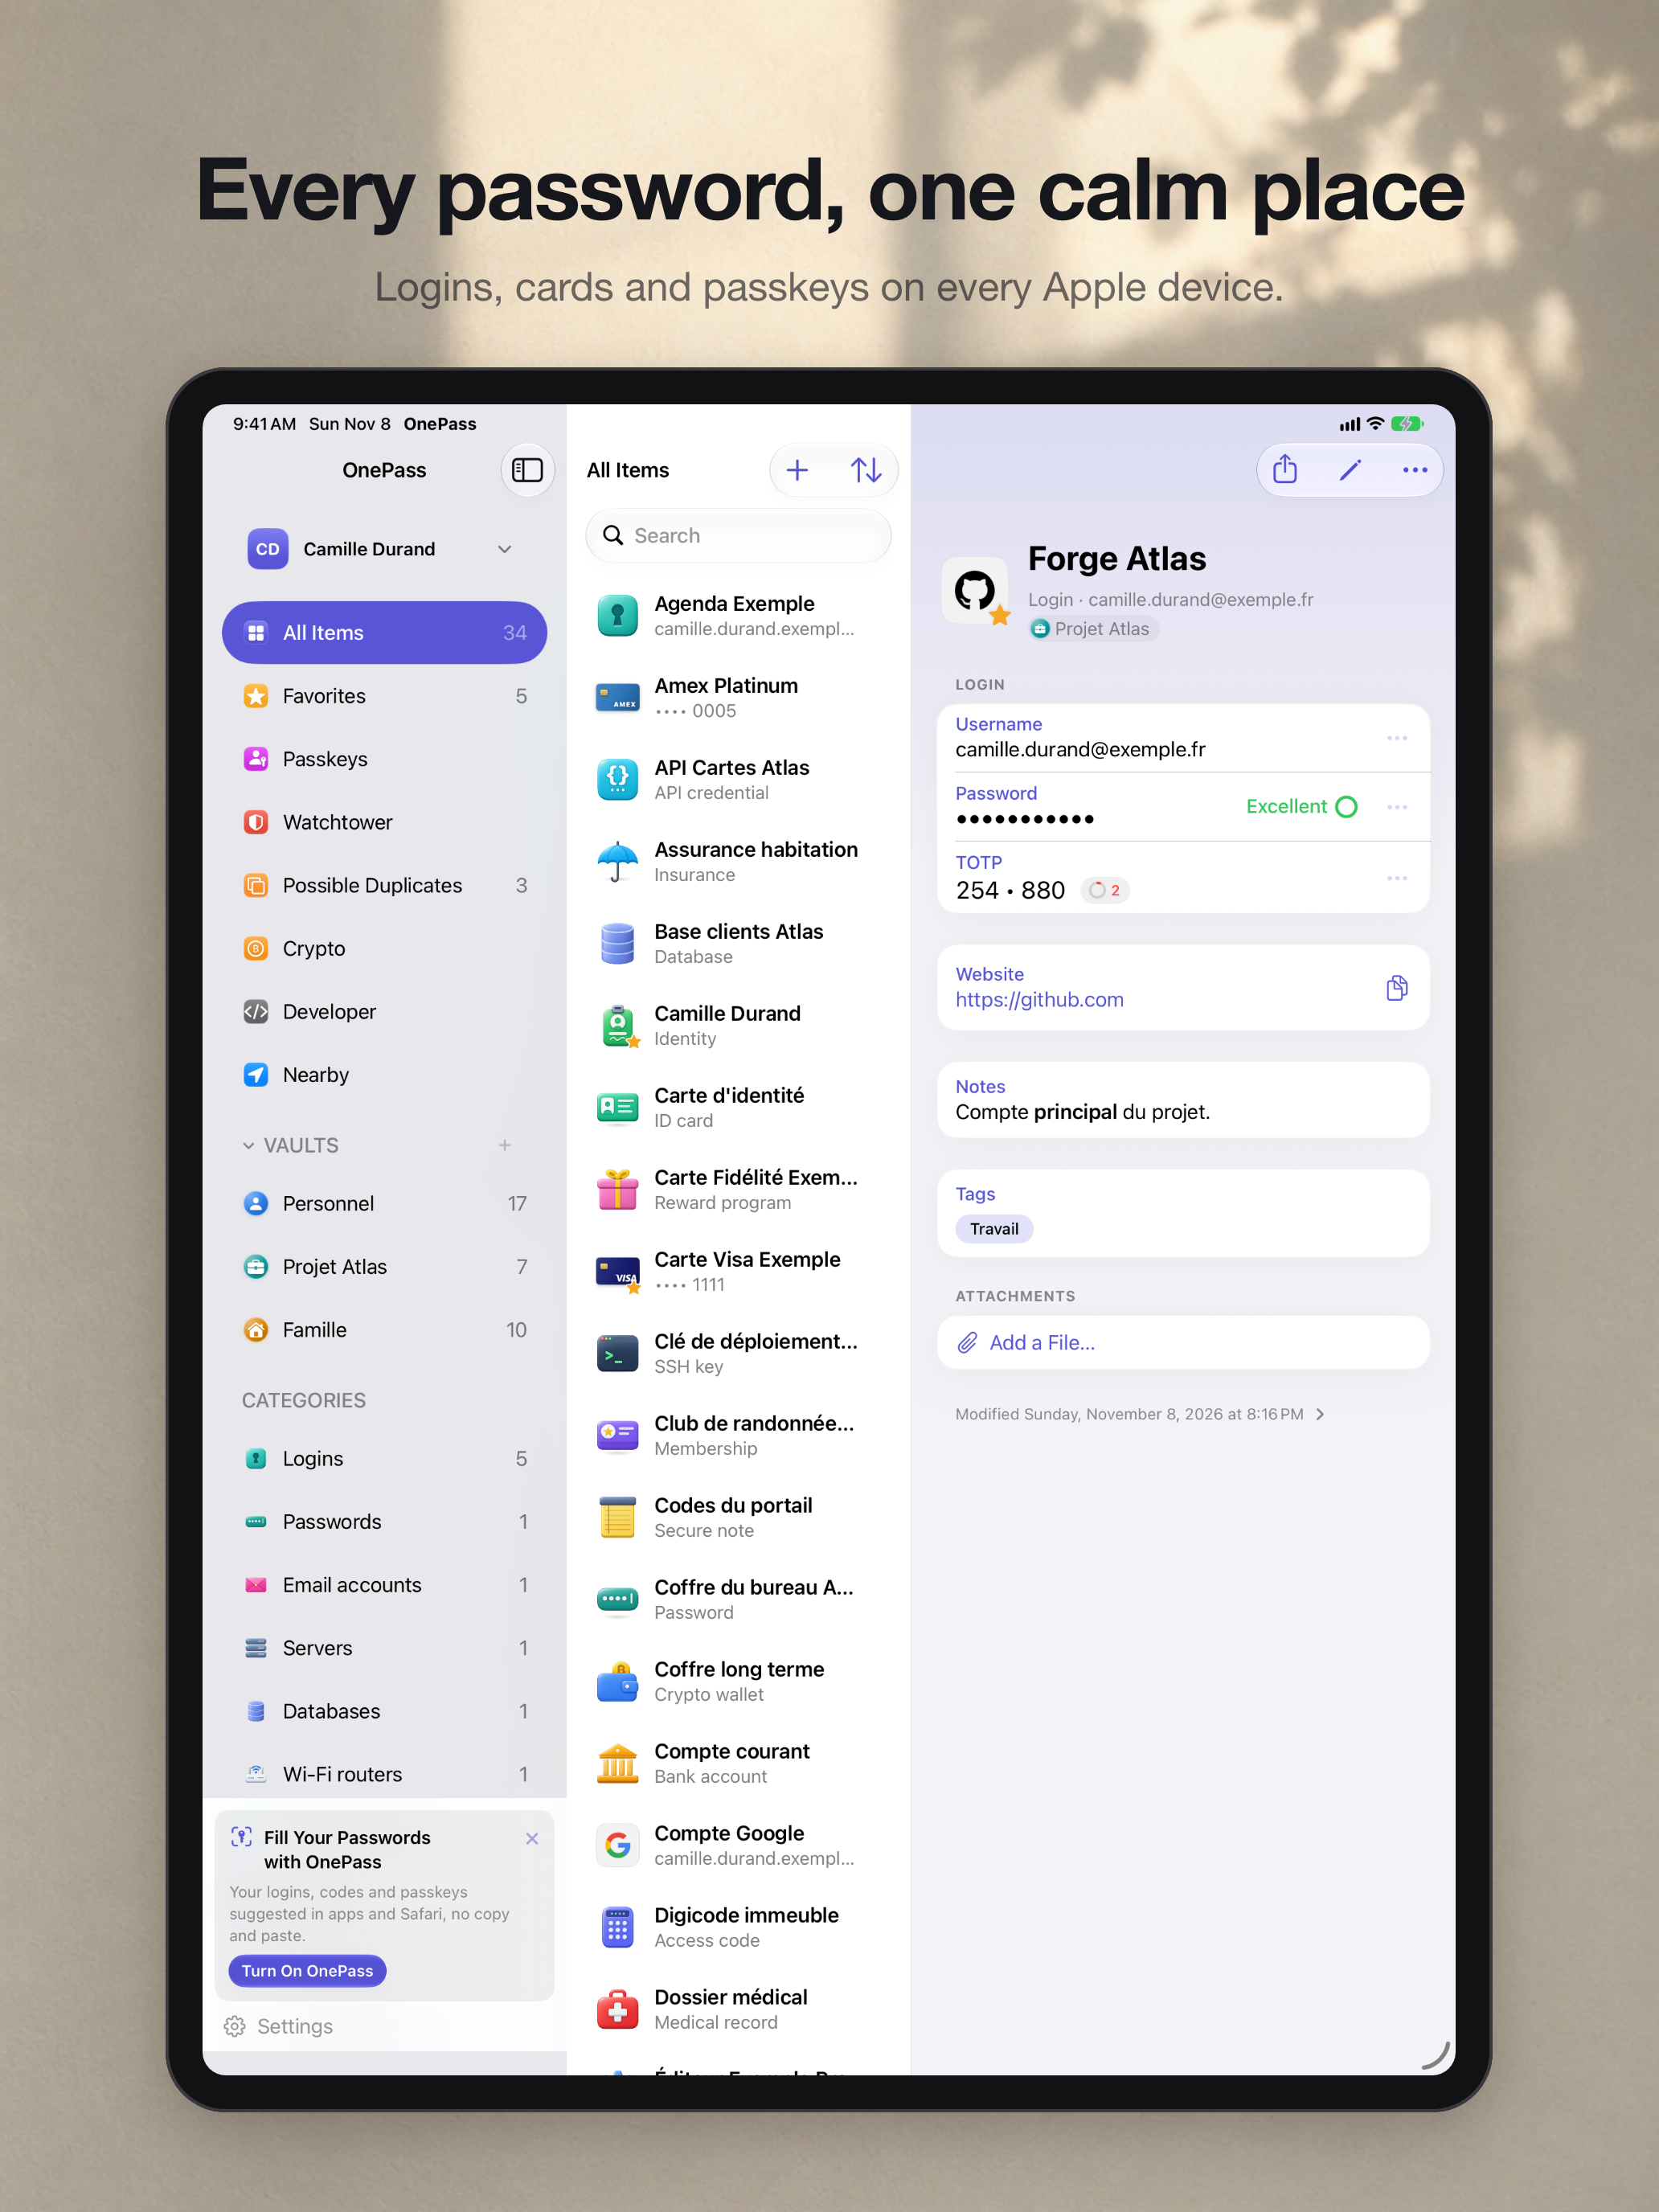 Every password, one calm place
Logins, cards and passkeys on every Apple device.
9:41 AM Sun Nov 8 OnePass
OnePass
CD Camille Durand
All Items 34
Favorites 5
Passkeys
Watchtower
Possible Duplicates 3
Crypto
Developer
Nearby
VAULTS
Personnel 17
Projet Atlas 7
Famille 10
CATEGORIES
Logins 5
Passwords 1
Email accounts 1
Servers 1
Databases 1
Wi-Fi routers 1
Fill Your Passwords
with OnePass
Your logins, codes and passkeys
suggested in apps and Safari, no copy
and paste.
Turn On OnePass
Settings
All Items
Search
Agenda Exemple
camille.durand.exempl...
Amex Platinum
•••• 0005
AMEX
API Cartes Atlas
API credential
Assurance habitation
Insurance
Base clients Atlas
Database
Camille Durand
Identity
Carte d'identité
ID card
Carte Fidélité Exem...
Reward program
Carte Visa Exemple
•••• 1111
VISA
Clé de déploiement...
SSH key
Club de randonnée...
Membership
Codes du portail
Secure note
Coffre du bureau A...
Password
Coffre long terme
Crypto wallet
Compte courant
Bank account
Compte Google
camille.durand.exempl...
Digicode immeuble
Access code
Dossier médical
Medical record
Forge Atlas
Login · camille.durand@exemple.fr
Projet Atlas
LOGIN
Username
camille.durand@exemple.fr
Password
•••••••••••
Excellent
TOTP
254 • 880 2
Website
https://github.com
Notes
Compte principal du projet.
Tags
Travail
ATTACHMENTS
Add a File...
Modified Sunday, November 8, 2026 at 8:16 PM